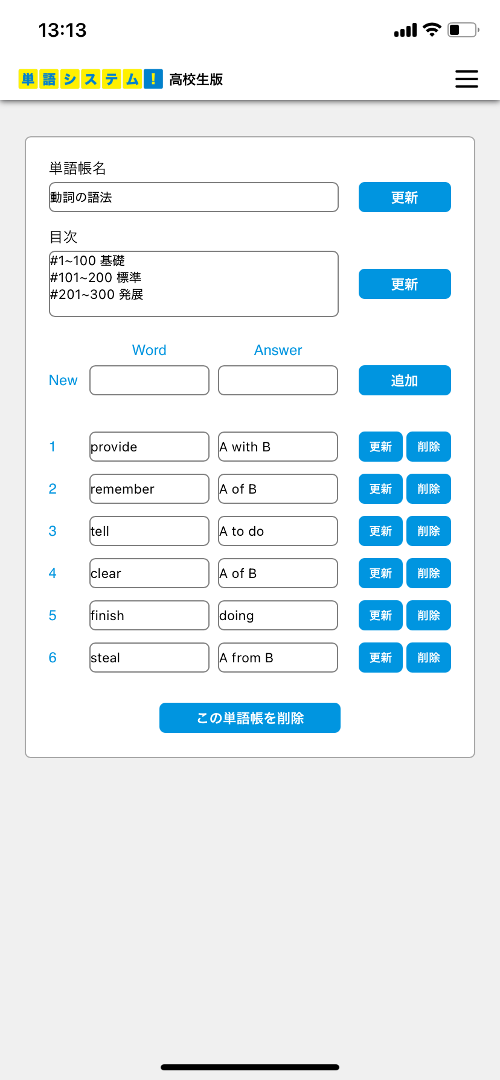 13:13
単語システム! 高校生版
単語帳名
動詞の語法 更新
目次
#1~100 基礎
#101~200 標準
#201~300 発展
更新
Word Answer
New 追加
1 provide A with B 更新 削除
2 remember A of B 更新 削除
3 tell A to do 更新 削除
4 clear A of B 更新 削除
5 finish doing 更新 削除
6 steal A from B 更新 削除
この単語帳を削除